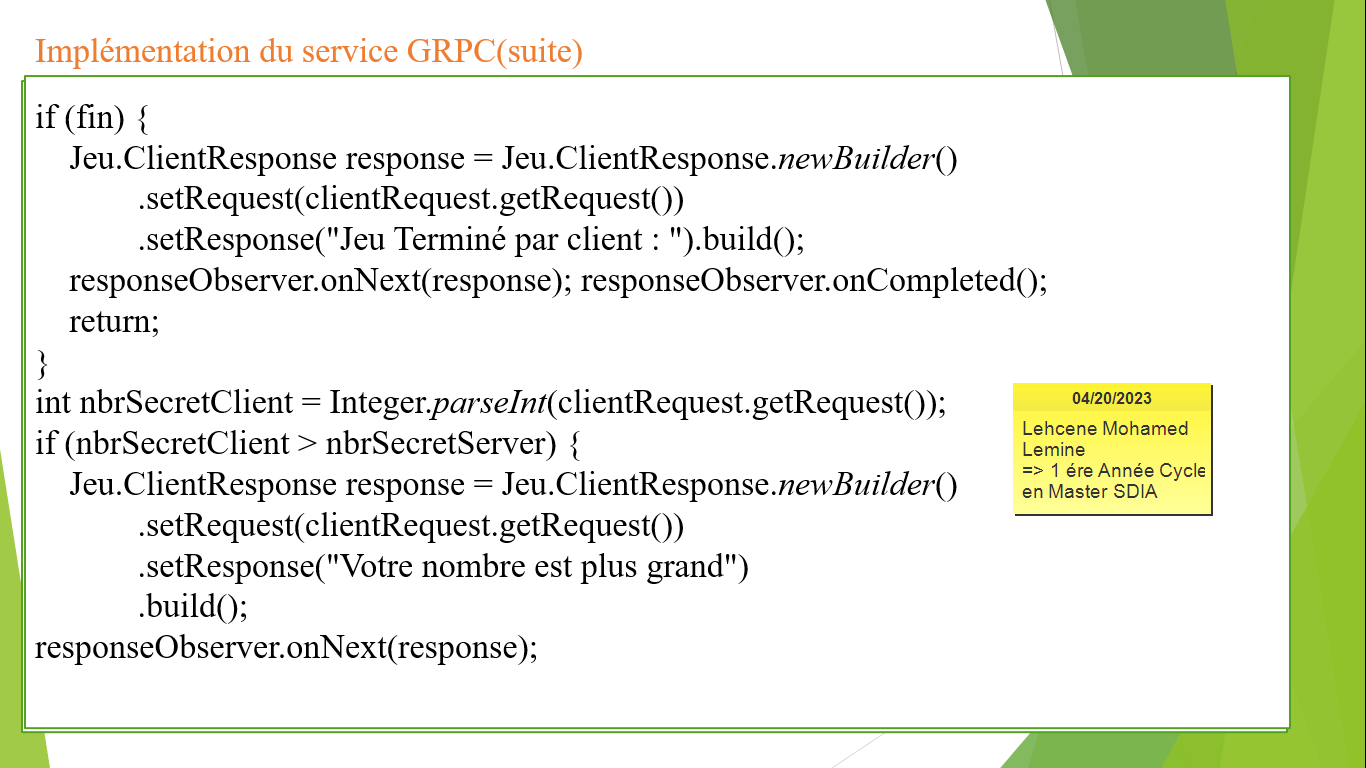 Implémentation du service GRPC(suite)
if (fin) {
Jeu.ClientResponse response = Jeu.ClientResponse.newBuilder()
.setRequest(clientRequest.getRequest())
.setResponse("Jeu Terminé par client : ").build();
responseObserver.onNext(response); responseObserver.onCompleted();
return;
}
int nbrSecretClient = Integer.parseInt(clientRequest.getRequest());
if (nbrSecretClient > nbrSecretServer) {
Jeu.ClientResponse response = Jeu.ClientResponse.newBuilder()
.setRequest(clientRequest.getRequest())
.setResponse("Votre nombre est plus grand")
.build();
responseObserver.onNext(response);
04/20/2023
Lehcene Mohamed
Lemine
=> 1 ére Année Cycle
en Master SDIA